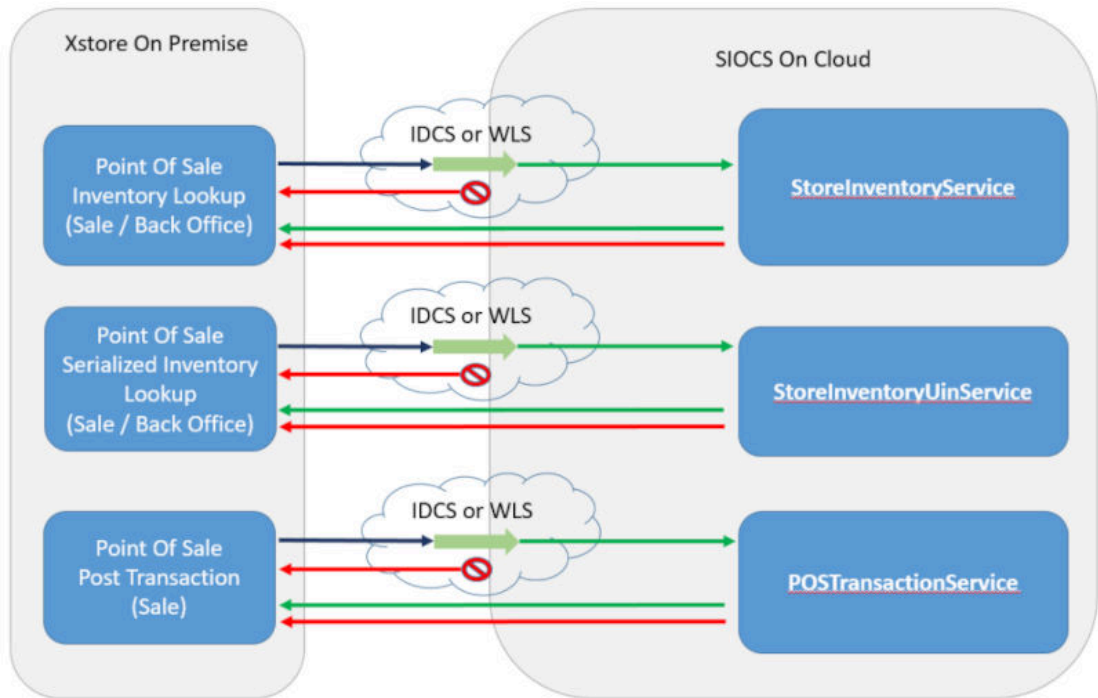 Xstore On Premise
SIOCS On Cloud
Point Of Sale
Inventory Lookup
(Sale / Back Office)
IDCS or WLS
StoreInventoryService
Point Of Sale
Serialized Inventory
Lookup
(Sale / Back Office)
IDCS or WLS
StoreInventoryUinService
Point Of Sale
Post Transaction
(Sale)
IDCS or WLS
POSTransactionService